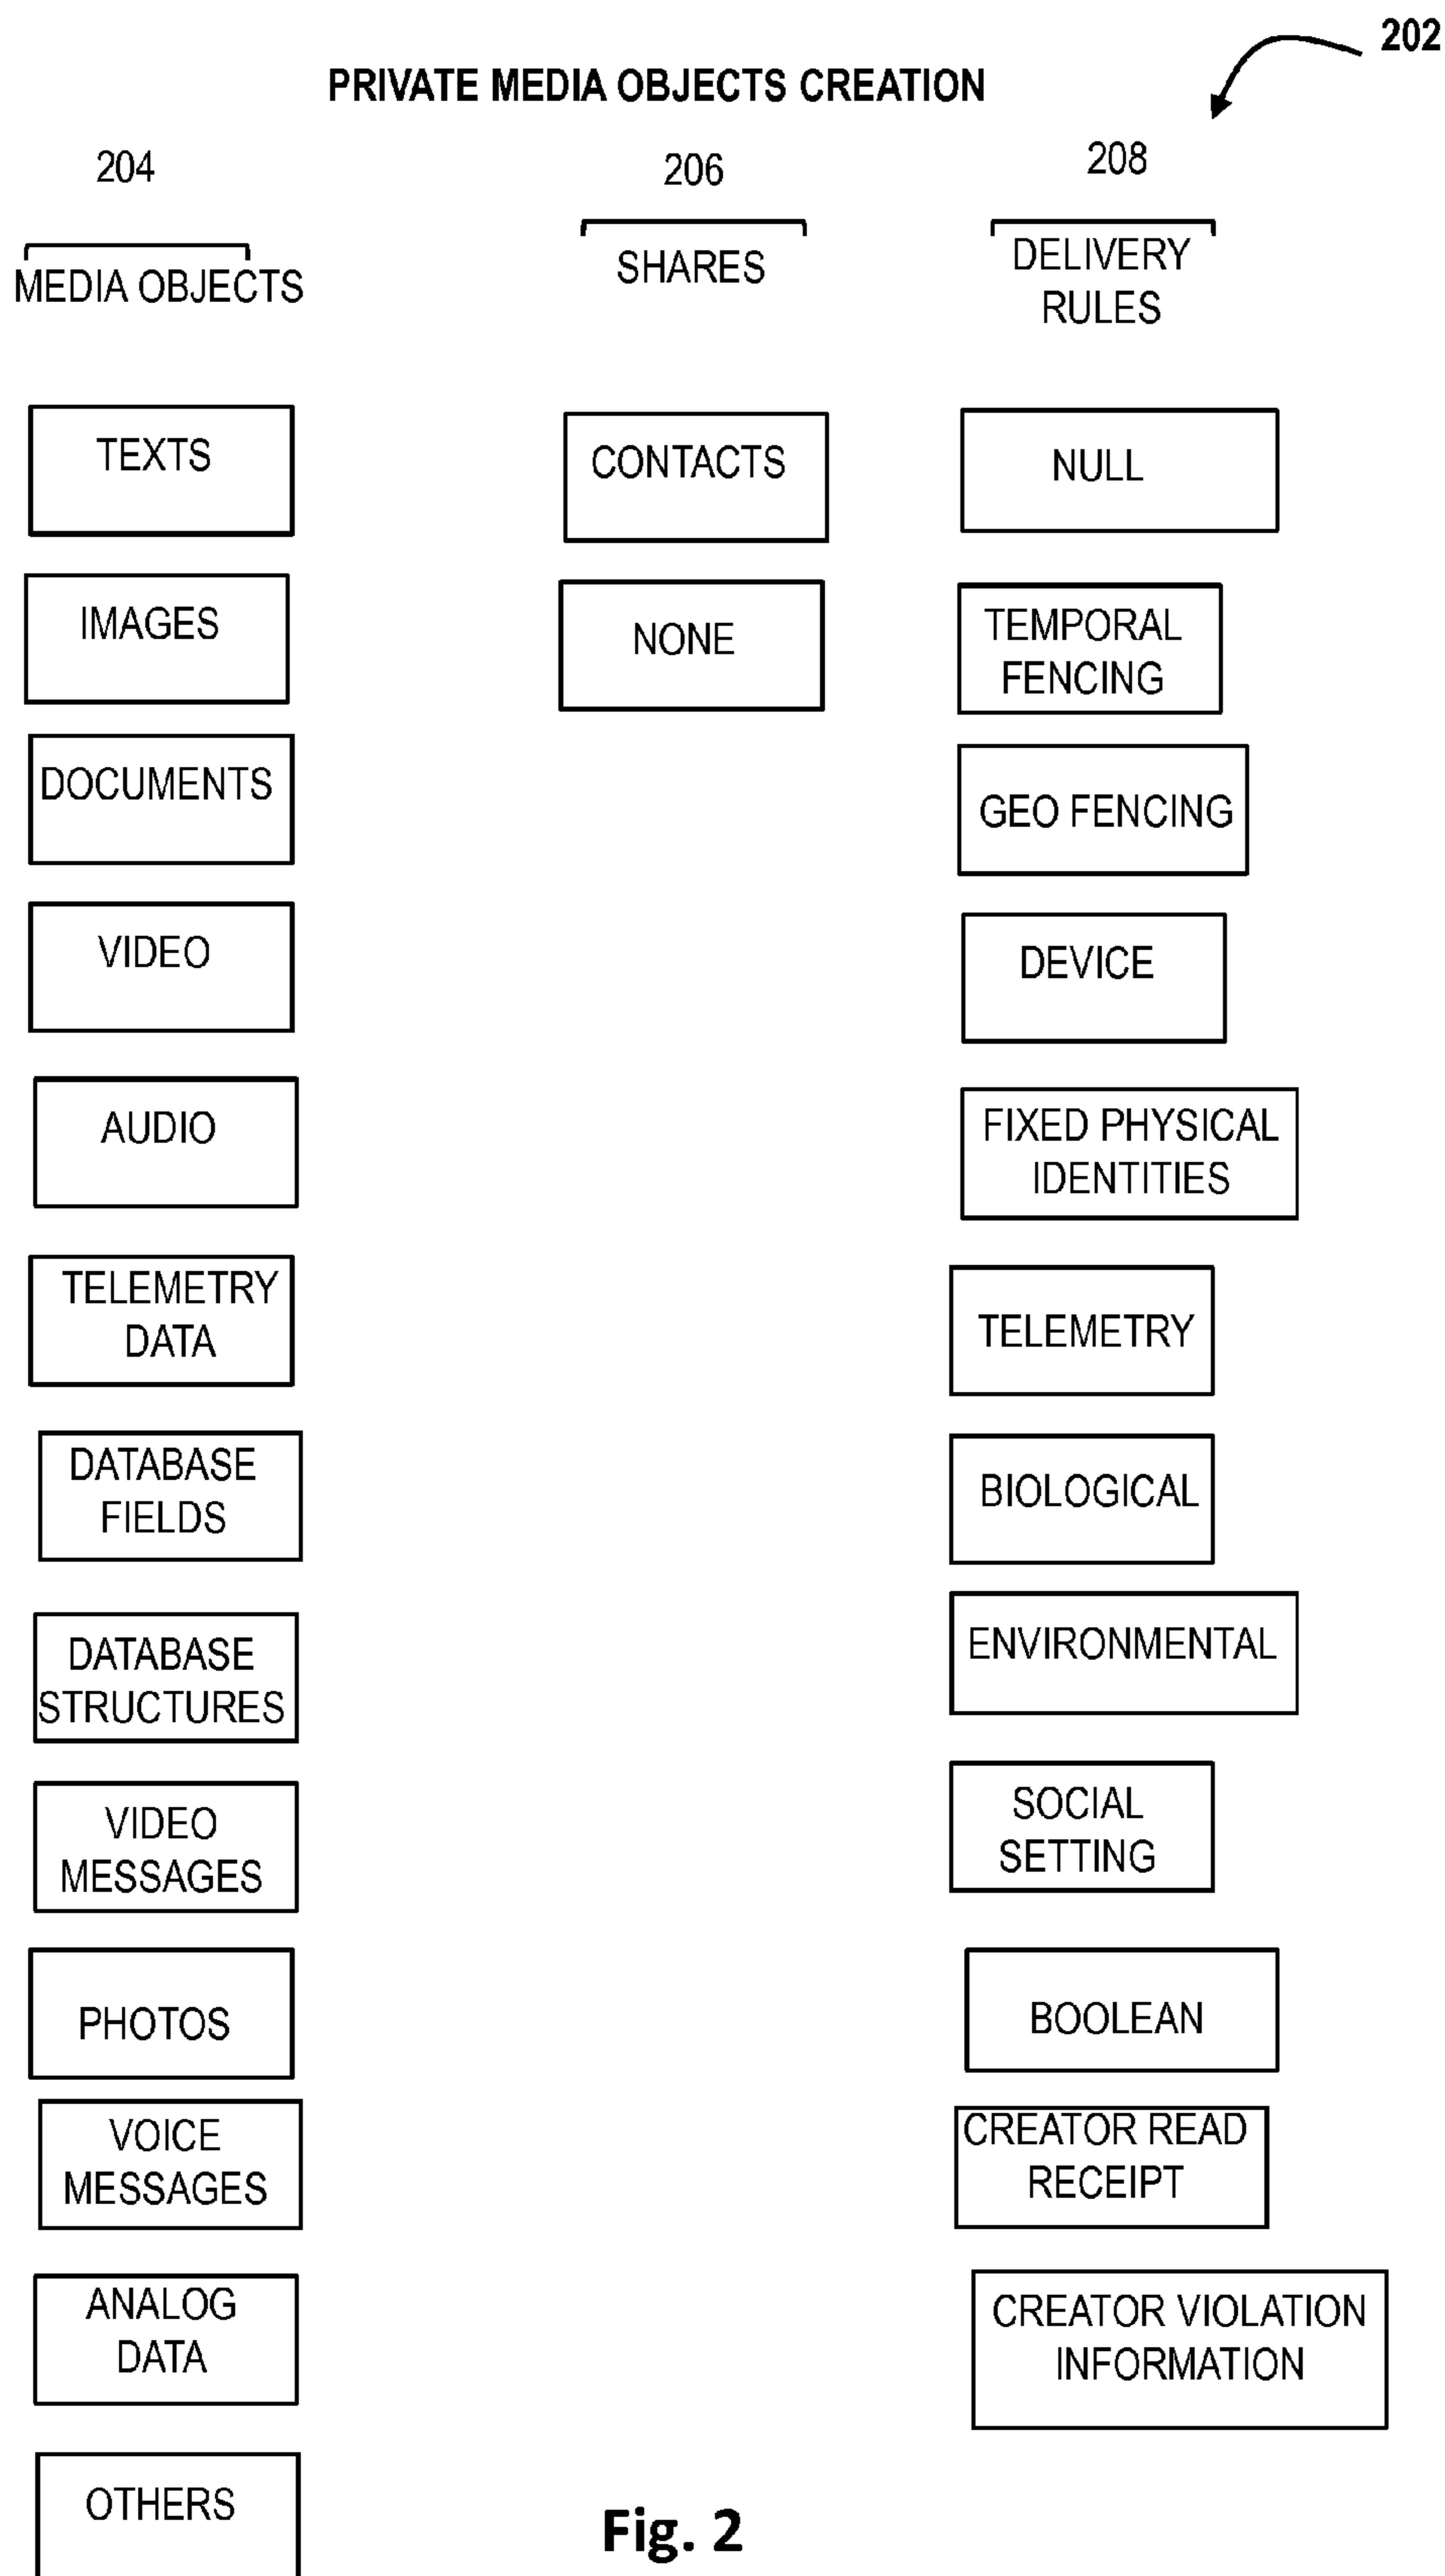 202
PRIVATE MEDIA OBJECTS CREATION
204
MEDIA OBJECTS
TEXTS
IMAGES
DOCUMENTS
VIDEO
AUDIO
TELEMETRY
DATA
DATABASE
FIELDS
DATABASE
STRUCTURES
VIDEO
MESSAGES
PHOTOS
VOICE
MESSAGES
ANALOG
DATA
OTHERS
206
SHARES
CONTACTS
NONE
208
DELIVERY
RULES
NULL
TEMPORAL
FENCING
GEO FENCING
DEVICE
FIXED PHYSICAL
IDENTITIES
TELEMETRY
BIOLOGICAL
ENVIRONMENTAL
SOCIAL
SETTING
BOOLEAN
CREATOR READ
RECEIPT
CREATOR VIOLATION
INFORMATION
Fig. 2